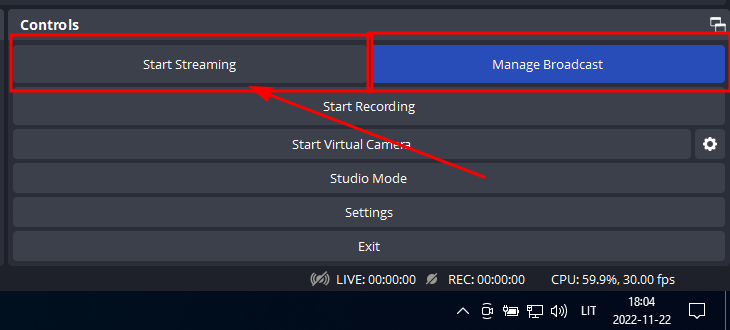 Controls
Start Streaming
Manage Broadcast
Start Recording
Start Virtual Camera
Studio Mode
Settings
Exit
LIVE: 00:00:00 REC: 00:00:00 CPU: 59.9%, 30.00 fps
LIT 18:04
2022-11-22